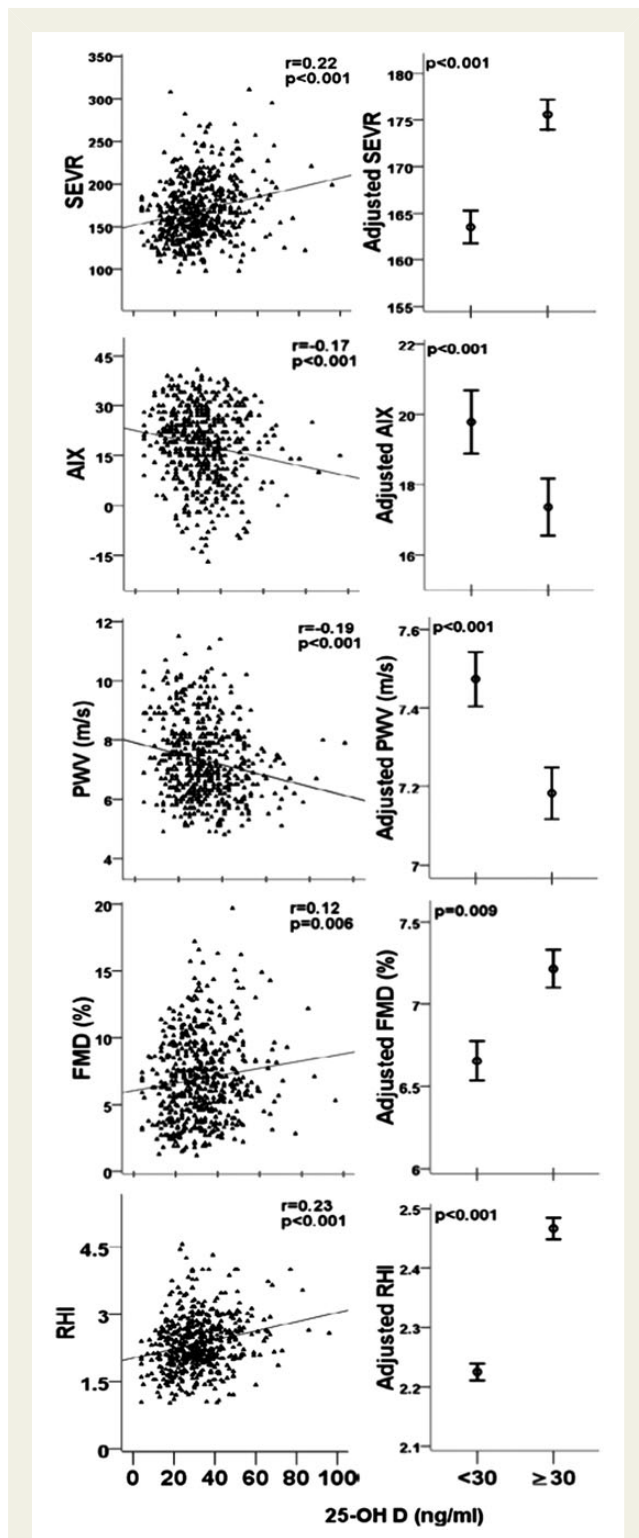 r=0.22
p<0.001
SEVR
350
300
250
200
150
100
p<0.001
Adjusted SEVR
180
175
170
165
160
155
r=-0.17
p<0.001
AIX
45
30
15
0
-15
p<0.001
Adjusted AIX
22
20
18
16
r=-0.19
p<0.001
PWV (m/s)
12
10
8
6
4
p<0.001
Adjusted PWV (m/s)
7.6
7.4
7.2
7
r=0.12
p=0.006
FMD (%)
20
15
10
5
0
p=0.009
Adjusted FMD (%)
7.5
7
6.5
6
r=0.23
p<0.001
RHI
4.5
3
1.5
0
0 20 40 60 80 100
p<0.001
Adjusted RHI
2.5
2.4
2.3
2.2
2.1
<30 ≥30
25-OH D (ng/ml)